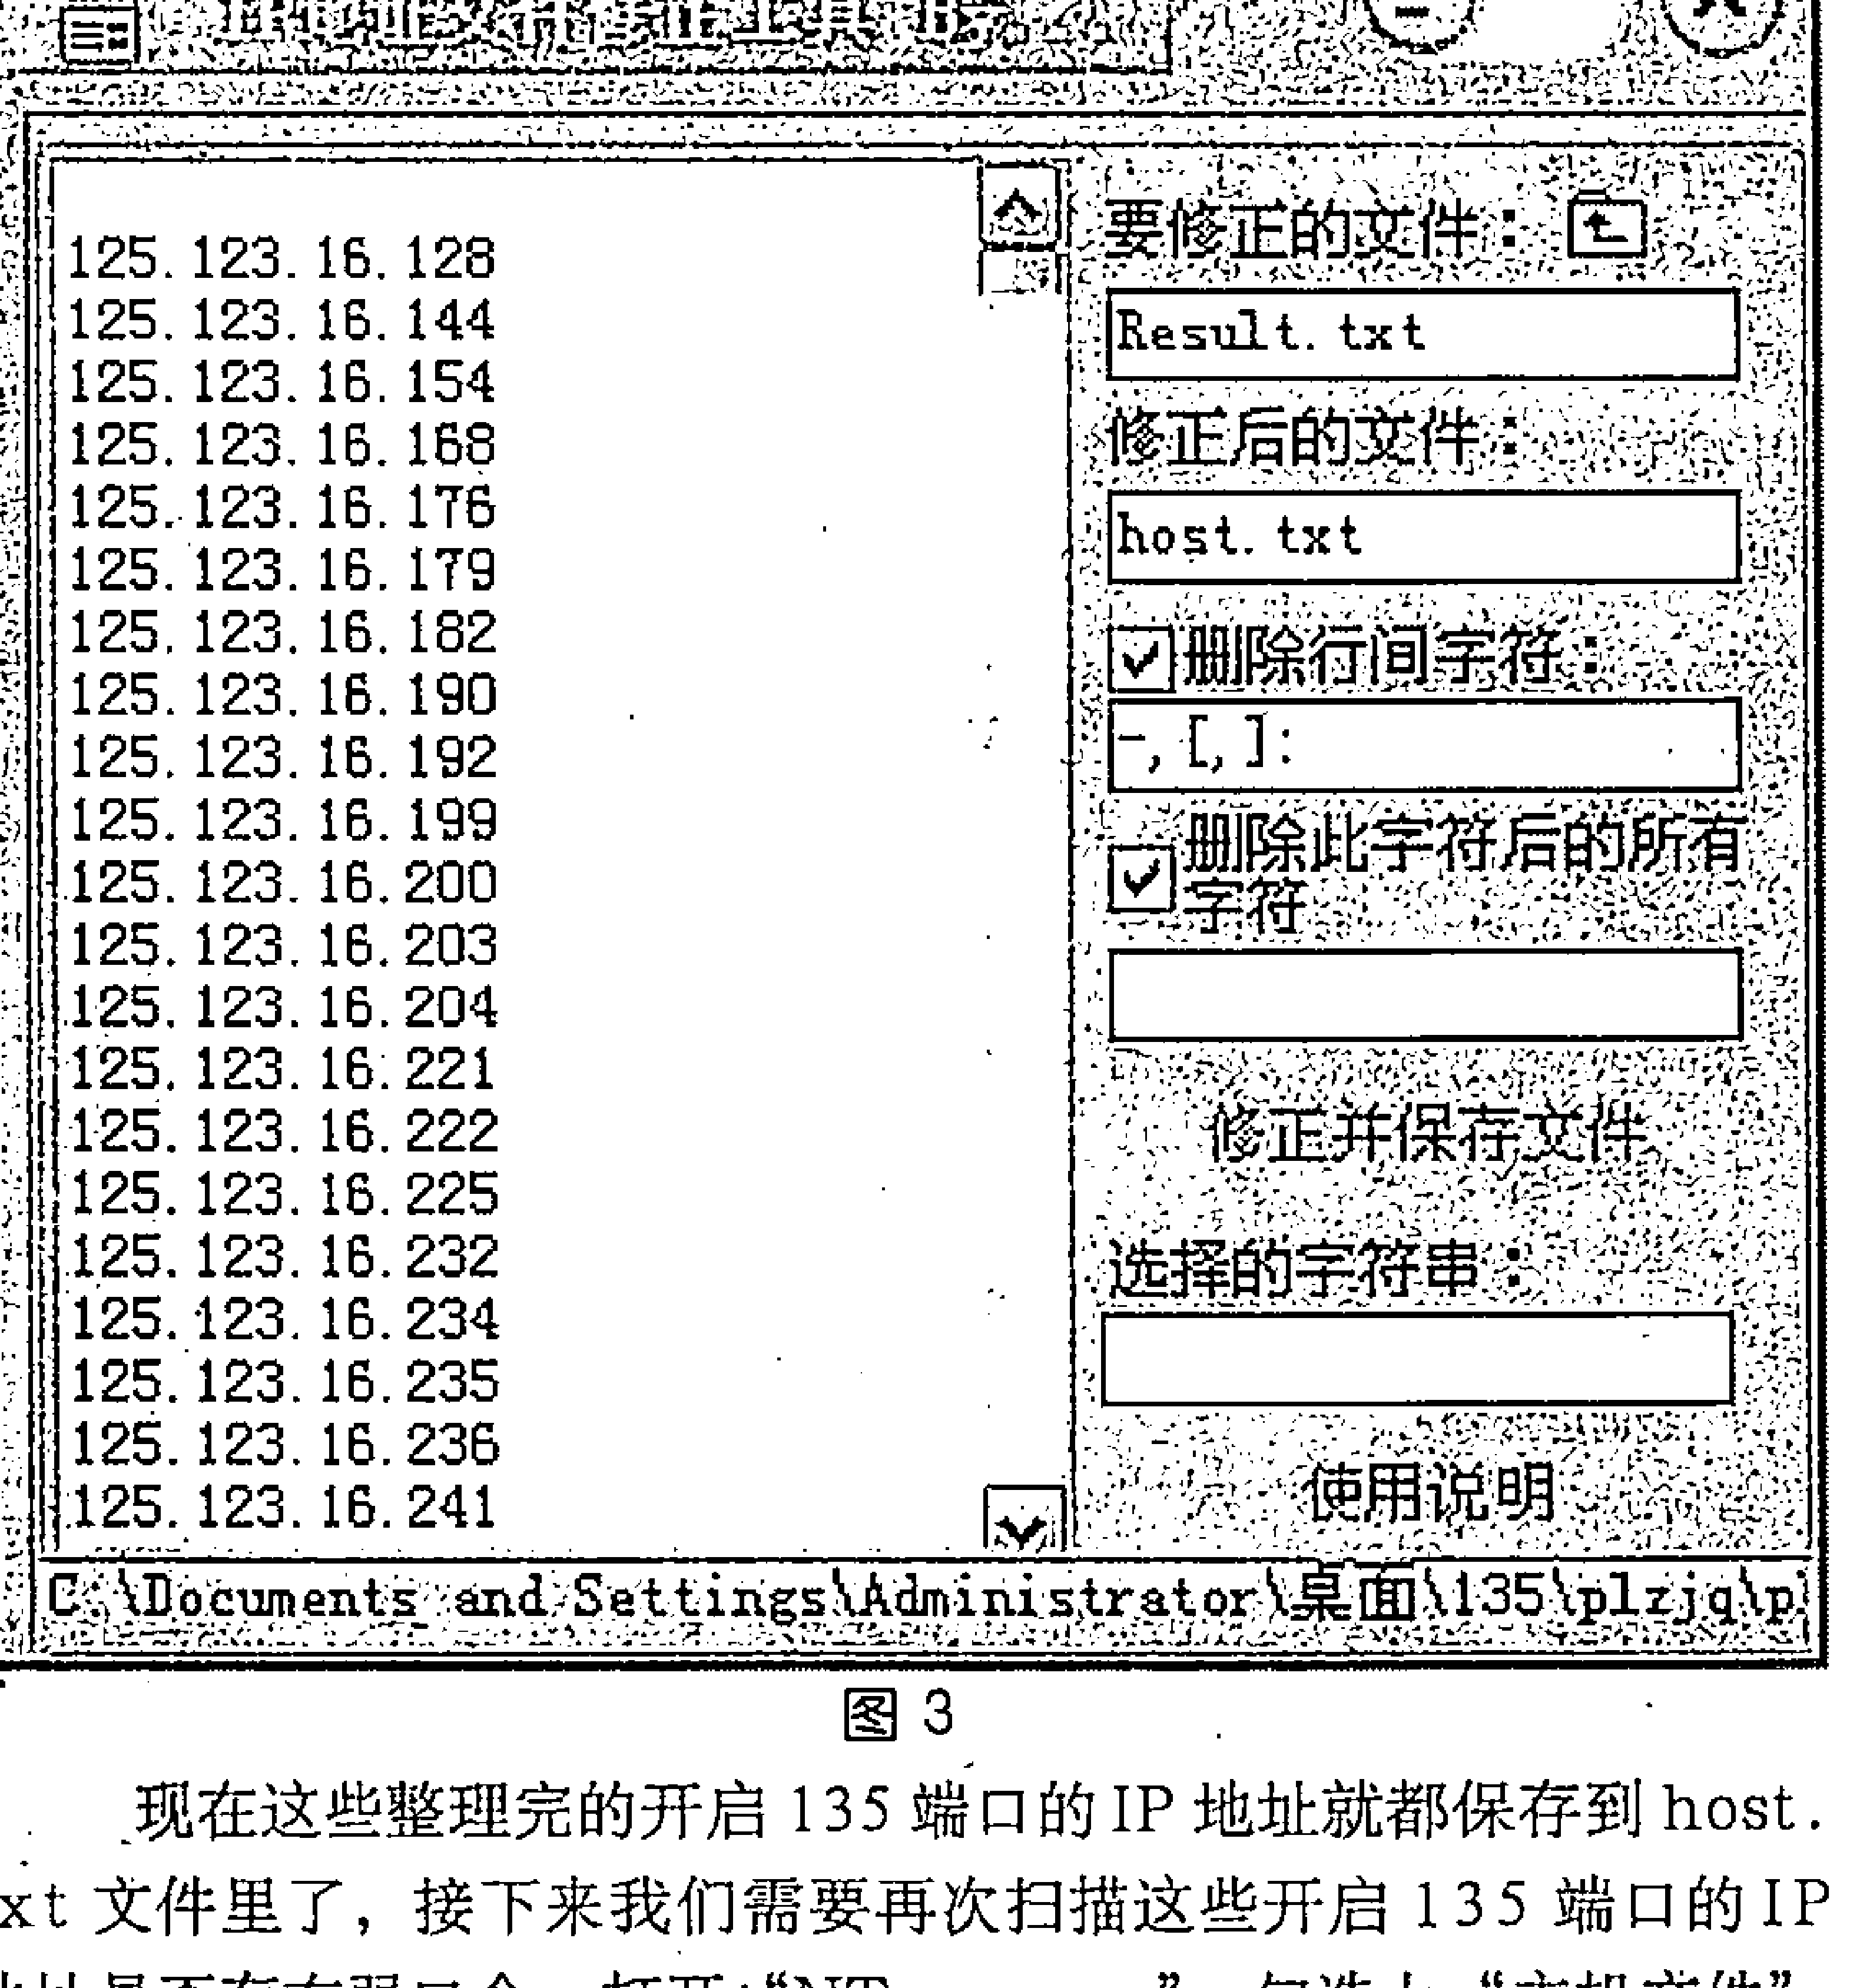 125.123.16.128
125.123.16.144
125.123.16.154
125.123.16.168
125.123.16.176
125.123.16.179
125.123.16.182
125.123.16.190
125.123.16.192
125.123.16.199
125.123.16.200
125.123.16.203
125.123.16.204
125.123.16.221
125.123.16.222
125.123.16.225
125.123.16.232
125.123.16.234
125.123.16.235
125.123.16.236
125.123.16.241
要修正的文件：
Result.txt
修正后的文件：
host.txt
删除行间字符：
-,[,]:
删除此字符后的所有
字符
修正并保存文件
选择的字符串：
使用说明
C:\Documents and Settings\Administrator\桌面\135\plzjq\p
图 3
现在这些整理完的开启 135 端口的 IP 地址就都保存到 host.
xt 文件里了，接下来我们需要再次扫描这些开启 135 端口的 IP